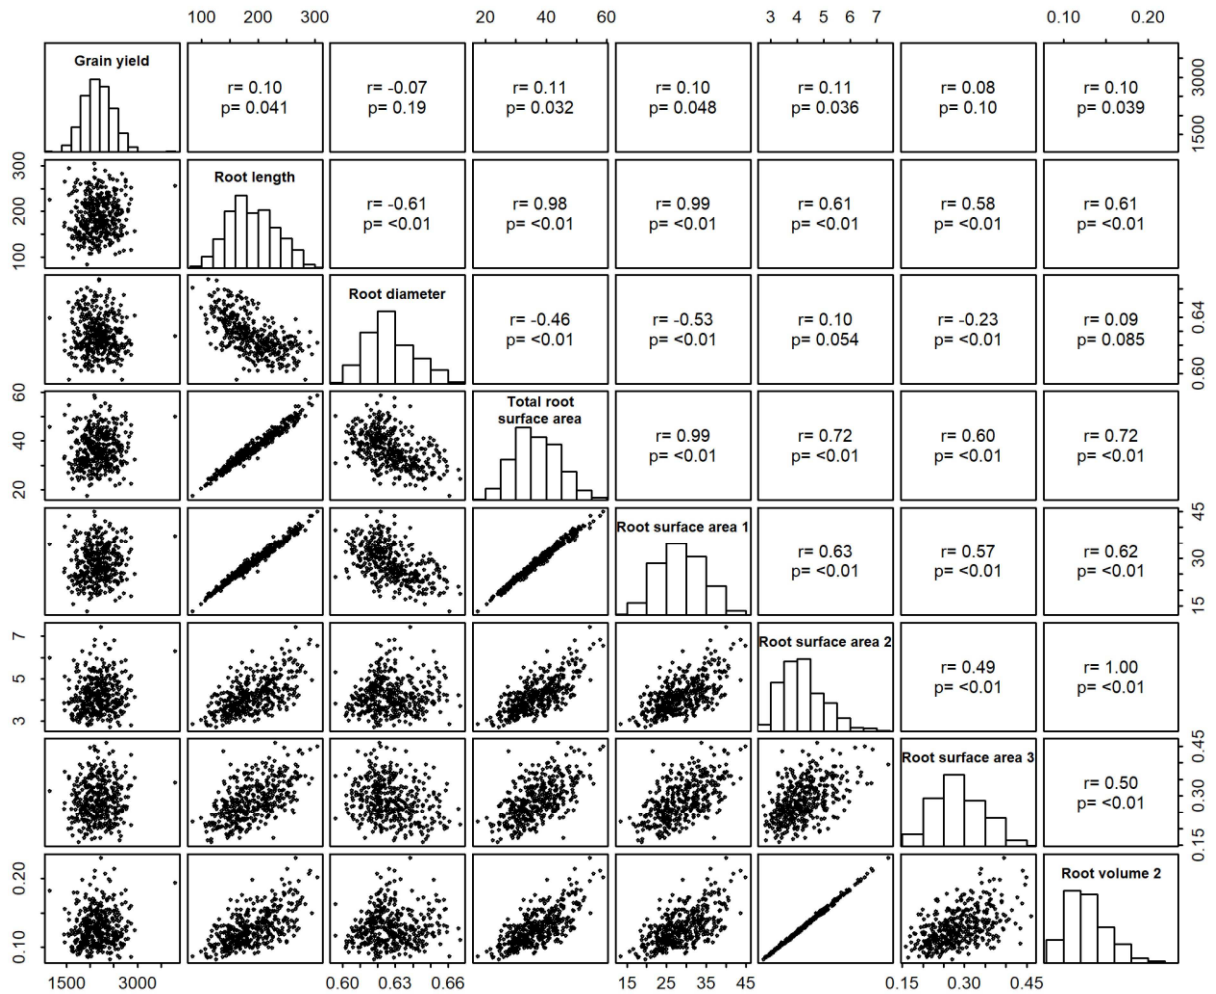 100 200 300 20 40 60 3 4 5 6 7 0.10 0.20
Grain yield
r= 0.10 r= -0.07 r= 0.11 r= 0.10 r= 0.11 r= 0.08 r= 0.10
p= 0.041 p= 0.19 p= 0.032 p= 0.048 p= 0.036 p= 0.10 p= 0.039
1500 3000
100 200 300
Root length
r= -0.61 r= 0.98 r= 0.99 r= 0.61 r= 0.58 r= 0.61
p= <0.01 p= <0.01 p= <0.01 p= <0.01 p= <0.01 p= <0.01
Root diameter
r= -0.46 r= -0.53 r= 0.10 r= -0.23 r= 0.09
p= <0.01 p= <0.01 p= 0.054 p= <0.01 p= 0.085
0.60 0.64
20 40 60
Total root
surface area
r= 0.99 r= 0.72 r= 0.60 r= 0.72
p= <0.01 p= <0.01 p= <0.01 p= <0.01
Root surface area 1
r= 0.63 r= 0.57 r= 0.62
p= <0.01 p= <0.01 p= <0.01
15 30 45
3 5 7
Root surface area 2
r= 0.49 r= 1.00
p= <0.01 p= <0.01
Root surface area 3
r= 0.50
p= <0.01
0.15 0.30 0.45
0.10 0.20
Root volume 2
1500 3000 0.60 0.63 0.66 15 25 35 45 0.15 0.30 0.45